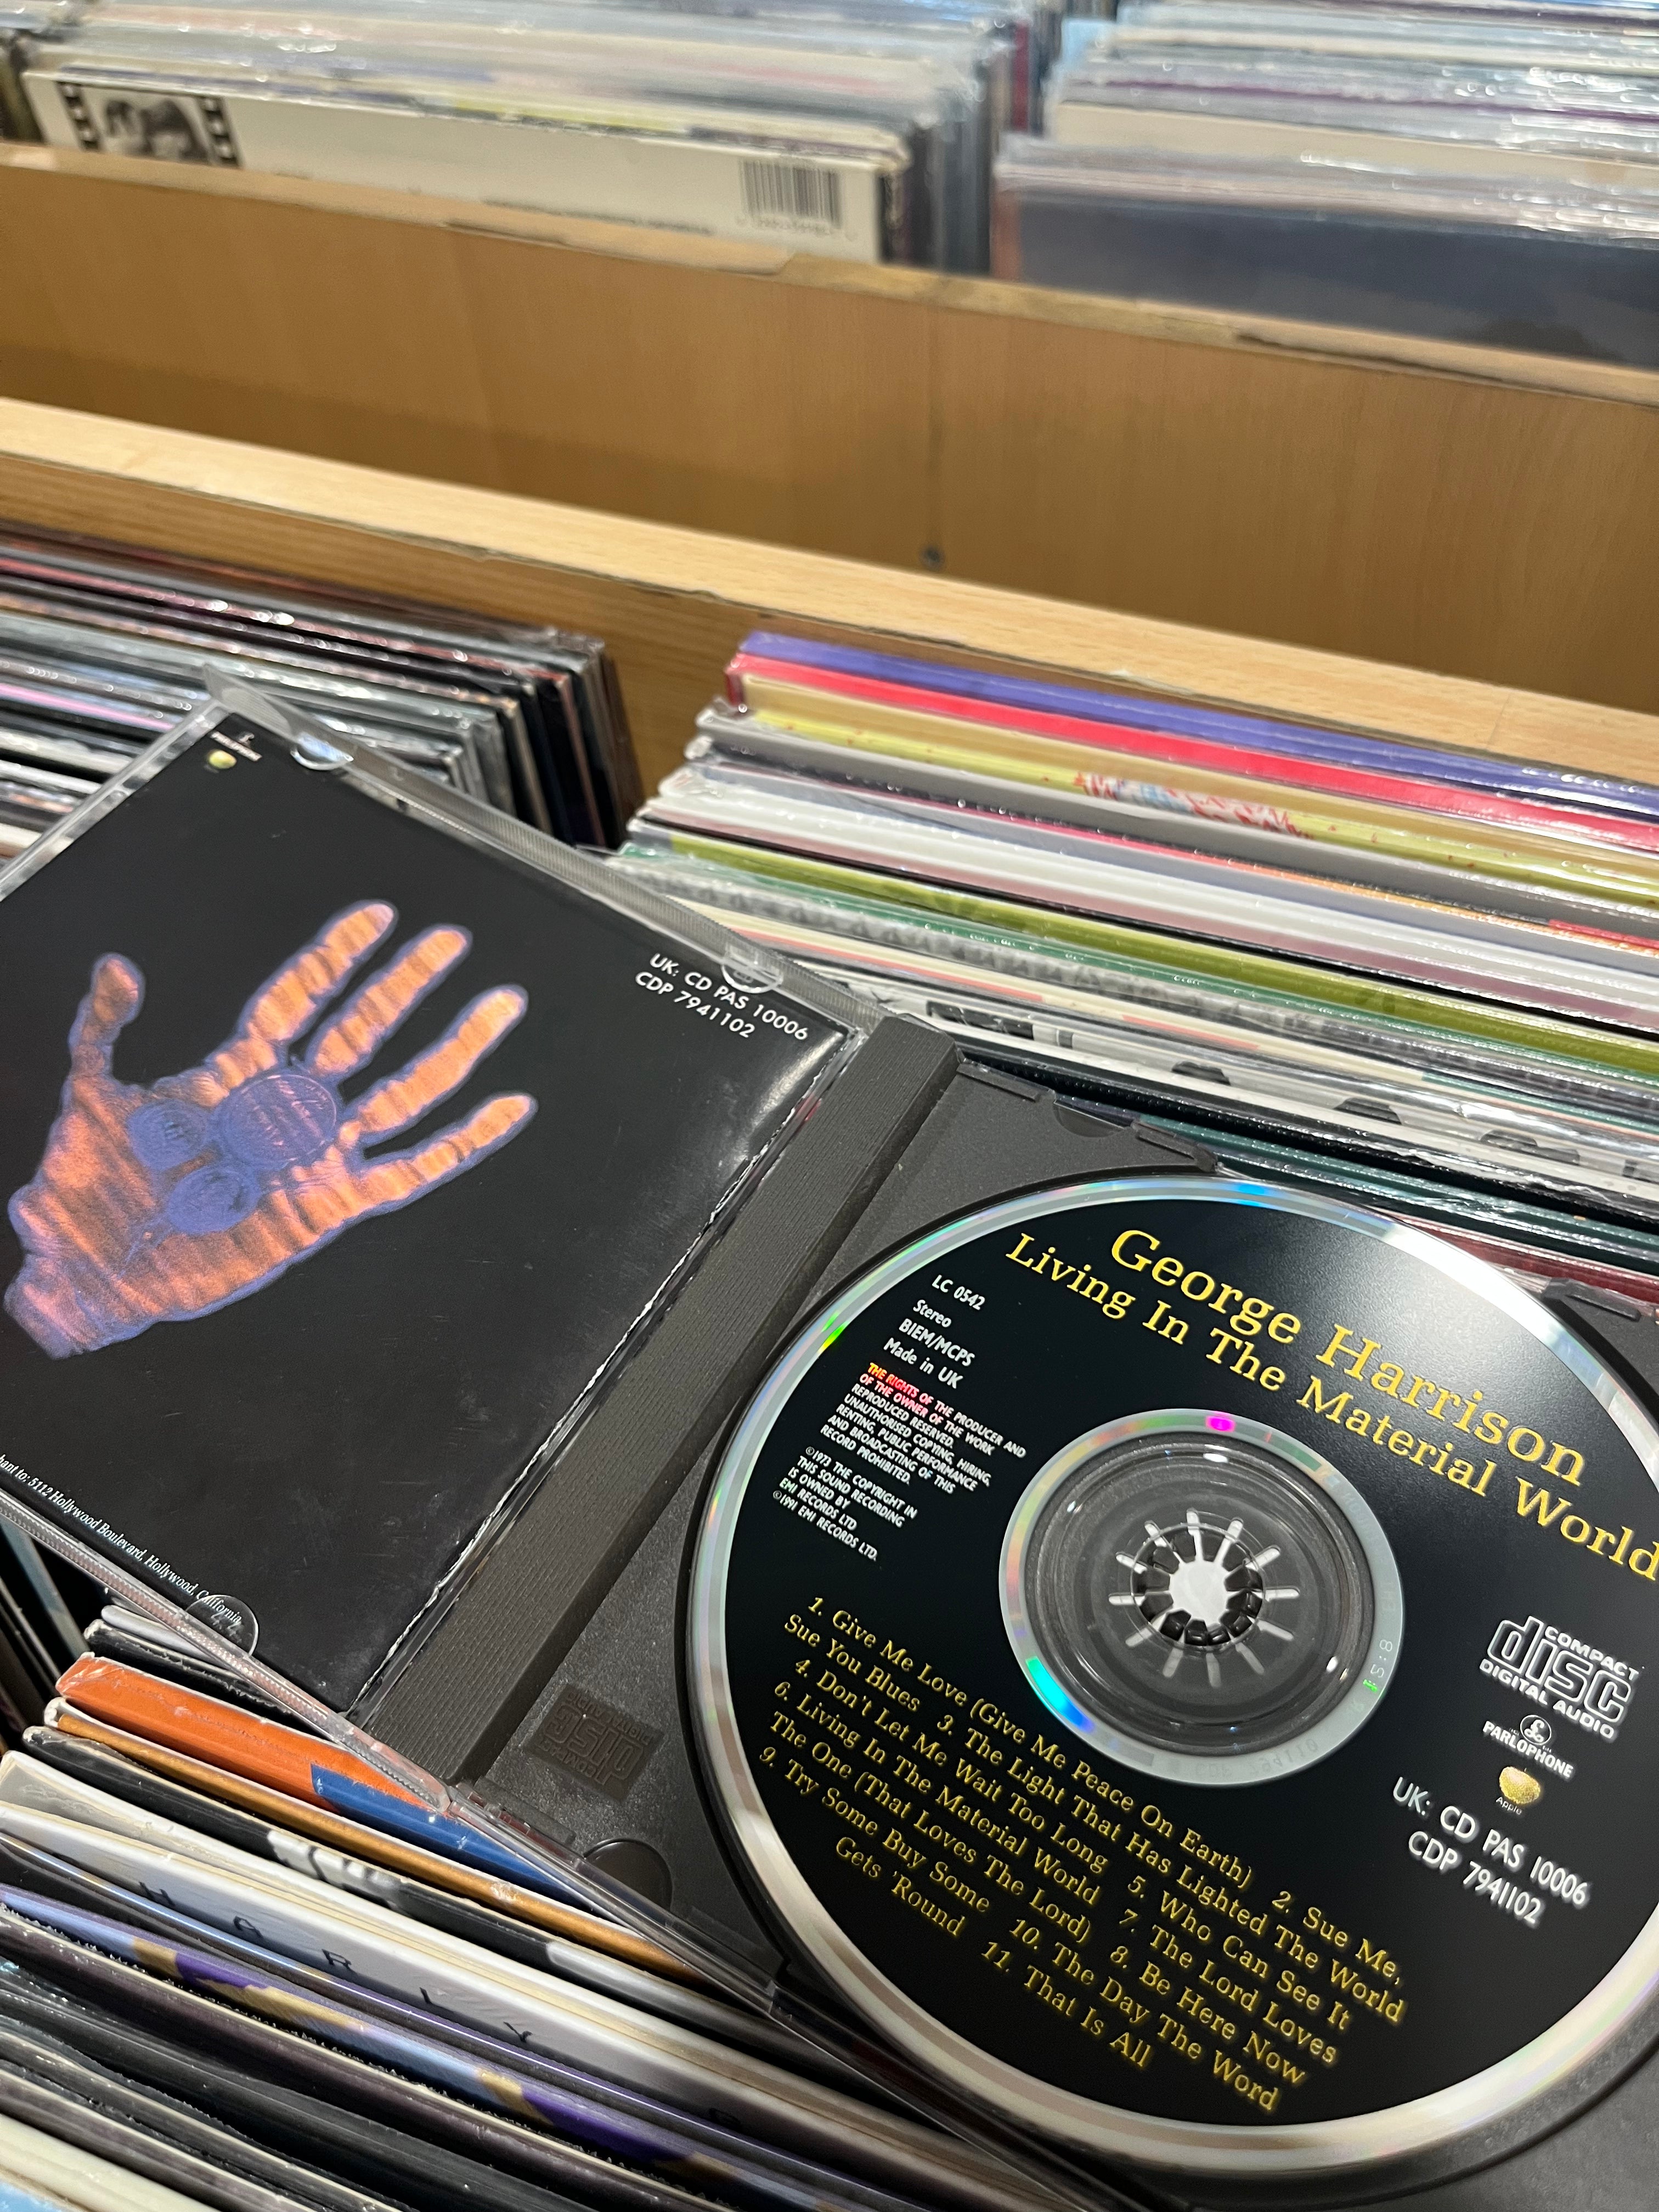 PARLOPHONE
UK: CD PAS 10006
CDP 7941102
to: 5112 Hollywood Boulevard, Hollywood, California
George Harrison
Living In The Material World
LC 0542
Stereo
BIEM/MCPS
Made in UK
THE RIGHTS OF THE PRODUCER AND
OF THE OWNER OF THE WORK
REPRODUCED RESERVED.
UNAUTHORISED COPYING, HIRING,
RENTING, PUBLIC PERFORMANCE
AND BROADCASTING OF THIS
RECORD PROHIBITED.
©1973 THE COPYRIGHT IN
THIS SOUND RECORDING
IS OWNED BY
EMI RECORDS LTD
©1991 EMI RECORDS LTD.
COMPACT
disc
DIGITAL AUDIO
PARLOPHONE
Apple
UK: CD PAS 10006
CDP 7941102
1. Give Me Love (Give Me Peace On Earth) 2. Sue Me,
Sue You Blues 3. The Light That Has Lighted The World
4. Don't Let Me Wait Too Long 5. Who Can See It
6. Living In The Material World 7. The Lord Loves
The One (That Loves The Lord) 8. Be Here Now
9. Try Some Buy Some 10. The Day The Word
Gets 'Round 11. That Is All
HARLY